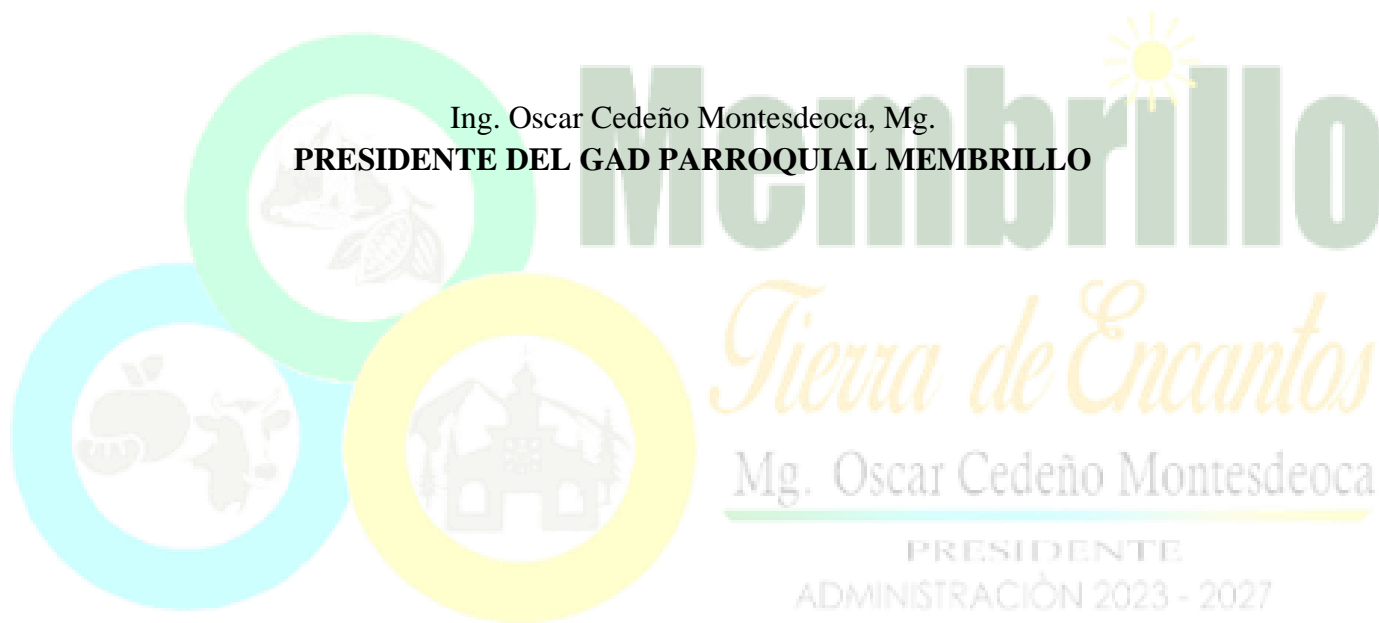 Ing. Oscar Cedeño Montesdeoca, Mg.
PRESIDENTE DEL GAD PARROQUIAL MEMBRILLO
Membrillo
Tierra de Encantos
Mg. Oscar Cedeño Montesdeoca
PRESIDENTE
ADMINISTRACIÒN 2023 - 2027